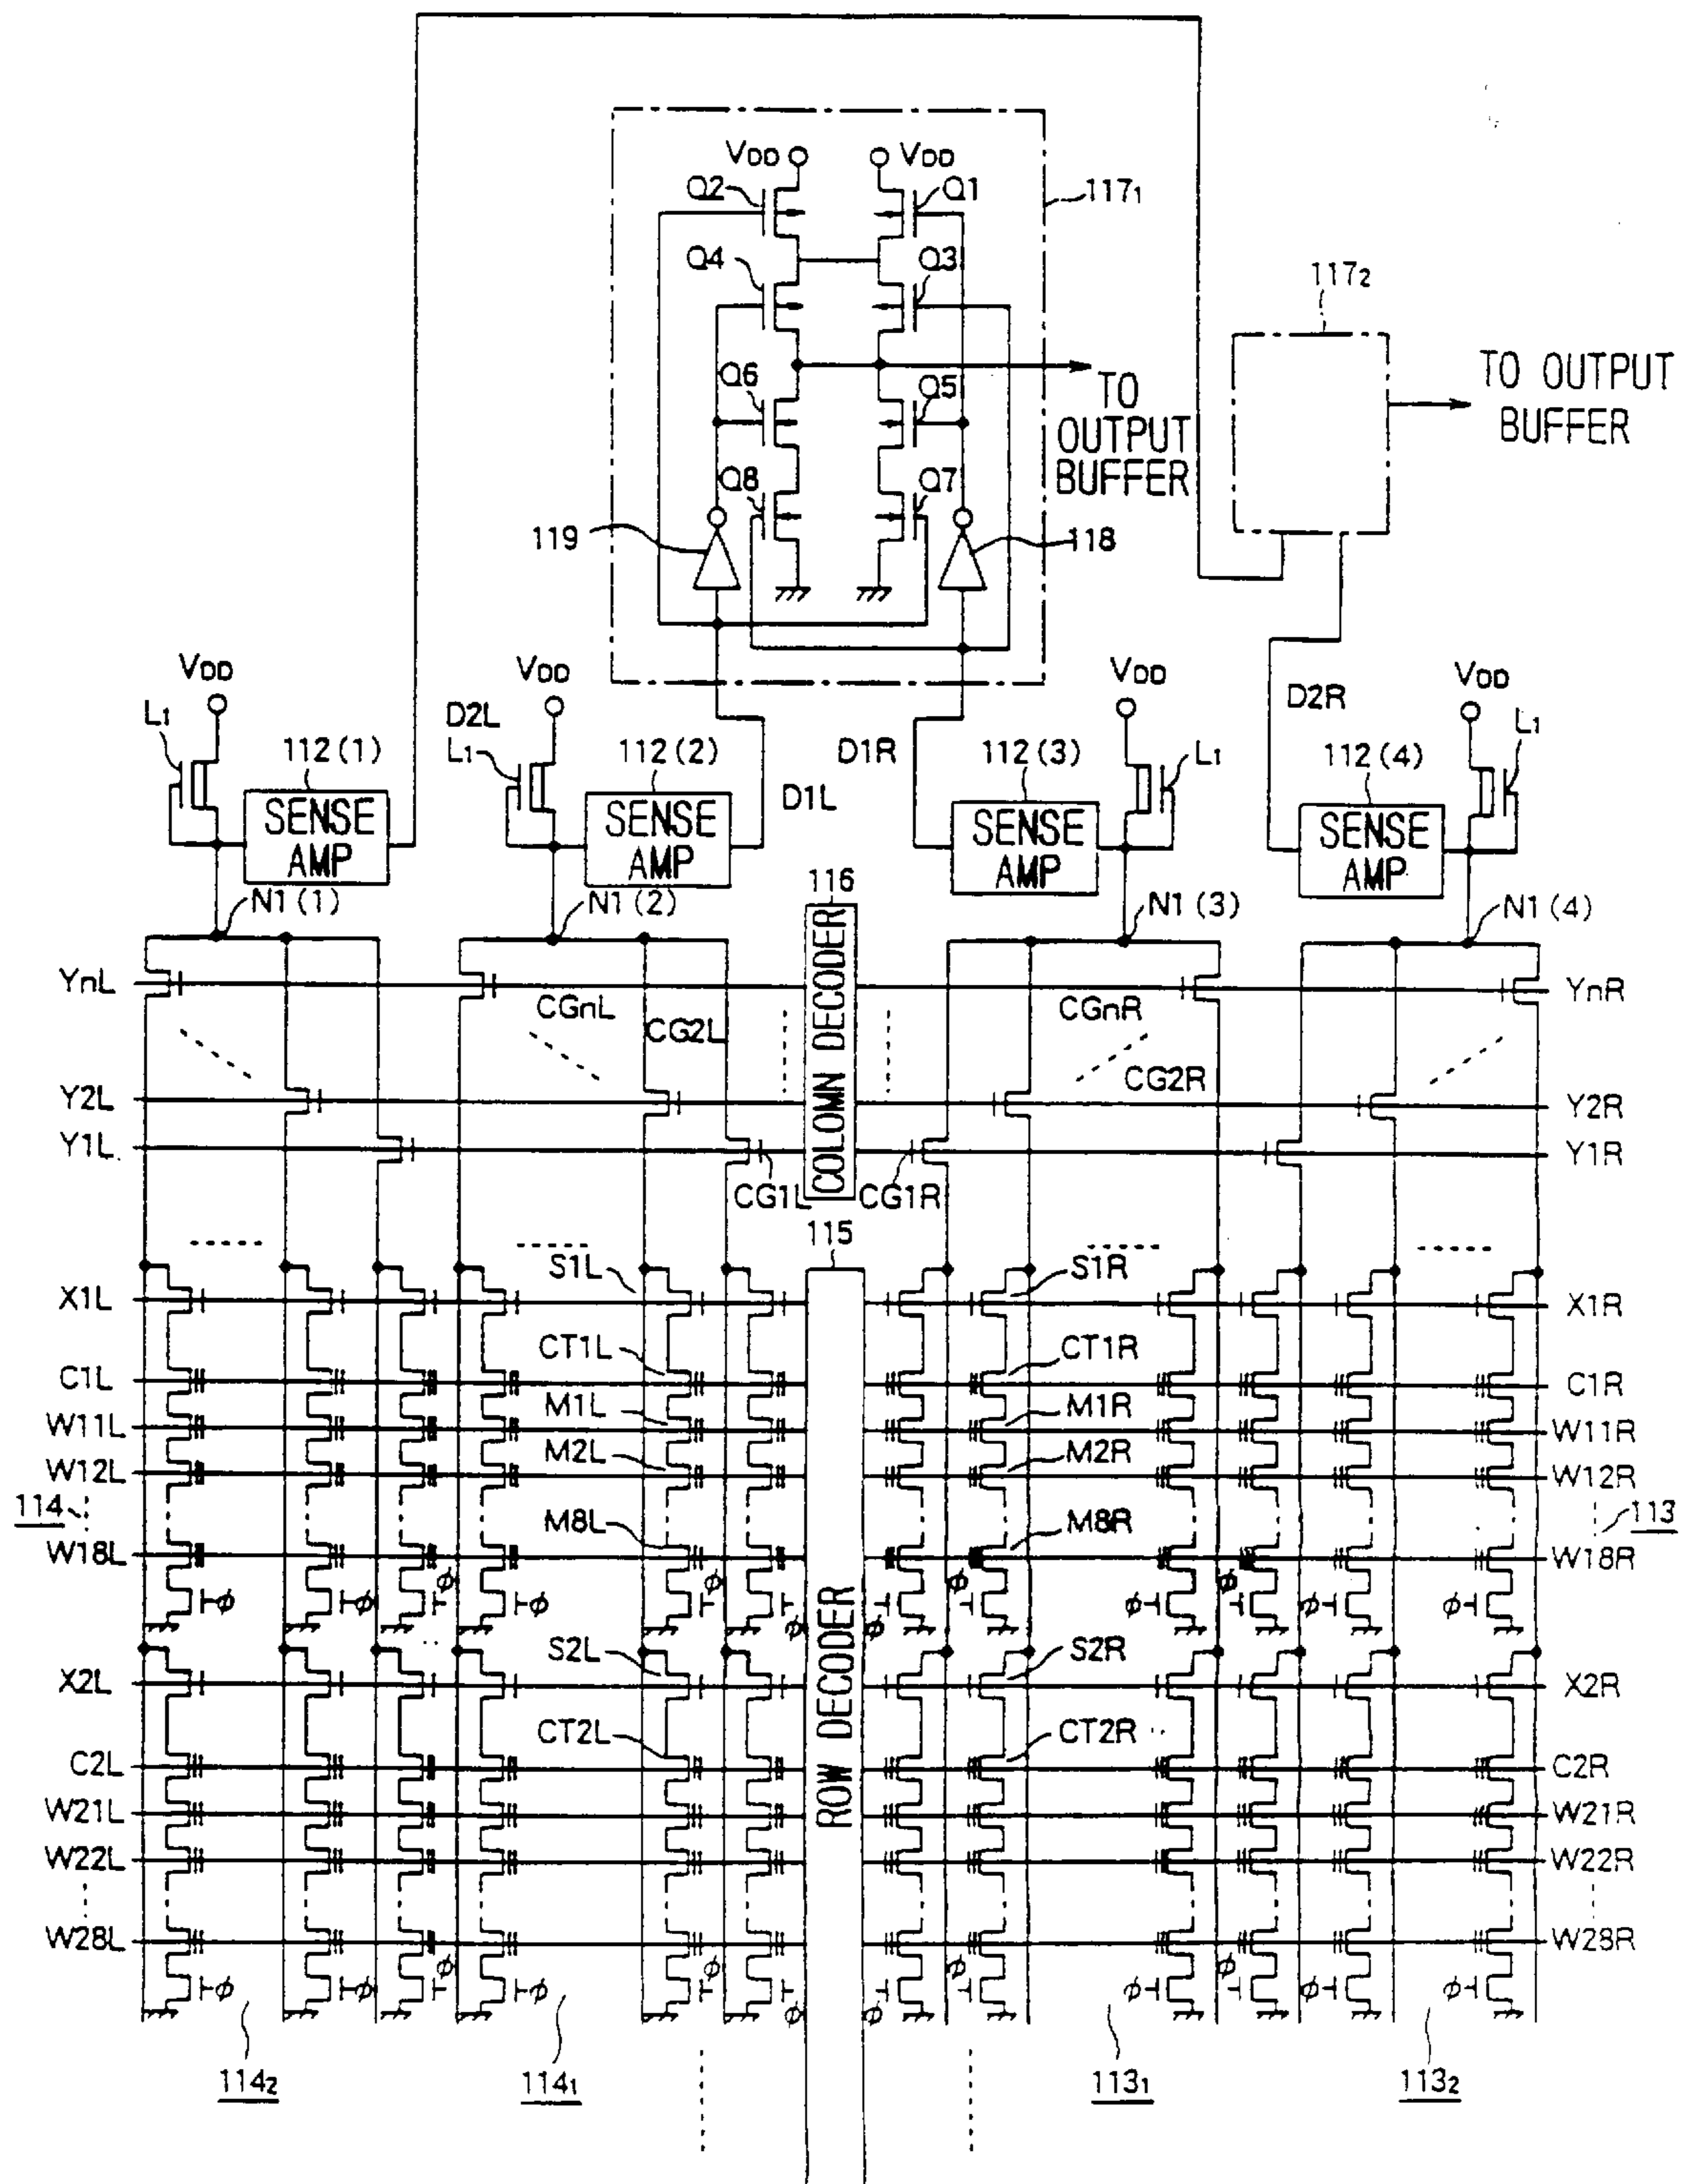 VDD VDD
Q2 Q1 117₁
Q4 Q3
117₂
Q6 Q5
TO OUTPUT BUFFER
TO OUTPUT
BUFFER
Q8 Q7
119 118
VDD VDD VDD VDD
L1 D2L D2R L1
112(1) L1 112(2) D1R 112(3) L1 112(4)
D1L
SENSE AMP SENSE AMP SENSE AMP SENSE AMP
116
N1(1) N1(2) N1(3) N1(4)
COLOMN DECODER
YnL CGnL CGnR YnR
CG2L
Y2L CG2R Y2R
Y1L Y1R
CG1L CG1R
115
S1L S1R
X1L X1R
CT1L CT1R
C1L C1R
M1L M1R
W11L W11R
M2L M2R
W12L W12R
114 113
M8L M8R
W18L W18R
ϕ ϕ ϕ ϕ
ϕ ϕ ϕ ϕ ϕ
ϕ ϕ ϕ
ROW DECODER
S2L S2R
X2L X2R
CT2L CT2R
C2L C2R
W21L W21R
W22L W22R
W28L W28R
ϕ ϕ ϕ ϕ
ϕ ϕ ϕ ϕ ϕ
ϕ ϕ ϕ
114₂ 114₁ 113₁ 113₂